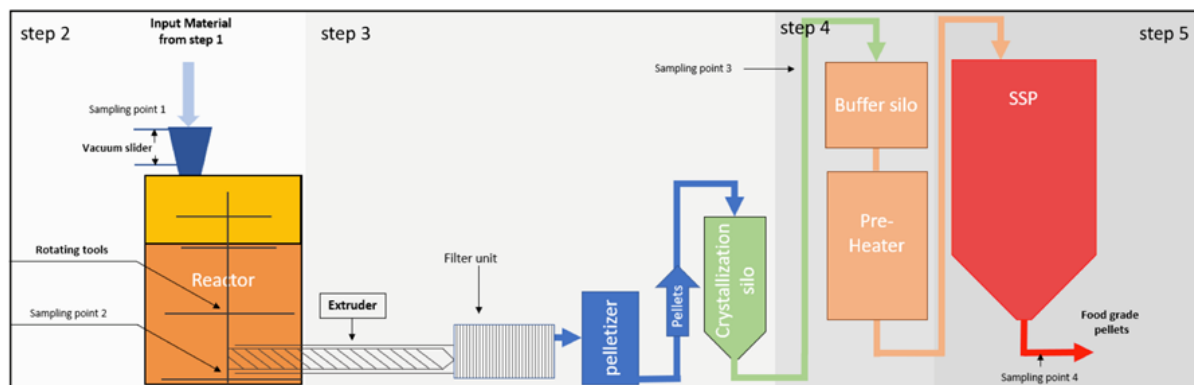 step 2
Input Material
from step 1
step 3
step 4
step 5
Sampling point 1
Vacuum slider
Rotating tools
Reactor
Sampling point 2
Extruder
Filter unit
pelletizer
Pellets
Crystallization
silo
Sampling point 3
Buffer silo
Pre-
Heater
SSP
Food grade
pellets
Sampling point 4